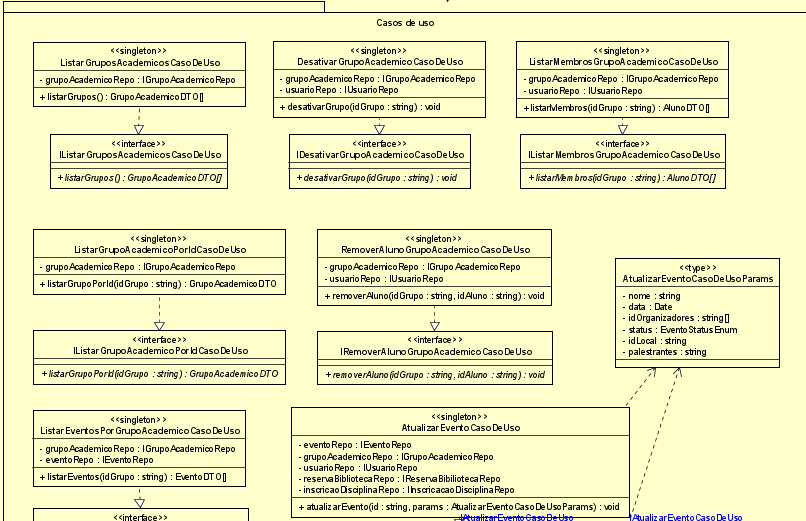 Casos de uso
<<singleton>>
ListarGruposAcademicosCasoDeUso
- grupoAcademicoRepo : IGrupoAcademicoRepo
+ listarGrupos() : GrupoAcademicoDTO[]
<<interface>>
IListarGruposAcademicosCasoDeUso
+ listarGrupos() : GrupoAcademicoDTO[]
<<singleton>>
DesativarGrupoAcademicoCasoDeUso
- grupoAcademicoRepo : IGrupoAcademicoRepo
- usuarioRepo : IUsuarioRepo
+ desativarGrupo(idGrupo : string) : void
<<interface>>
IDesativarGrupoAcademicoCasoDeUso
+ desativarGrupo(idGrupo : string) : void
<<singleton>>
ListarMembrosGrupoAcademicoCasoDeUso
- grupoAcademicoRepo : IGrupoAcademicoRepo
- usuarioRepo : IUsuarioRepo
+ listarMembros(idGrupo : string) : AlunoDTO[]
<<interface>>
IListarMembrosGrupoAcademicoCasoDeUso
+ listarMembros(idGrupo : string) : AlunoDTO[]
<<singleton>>
ListarGrupoAcademicoPorIdCasoDeUso
- grupoAcademicoRepo : IGrupoAcademicoRepo
+ listarGrupoPorId(idGrupo : string) : GrupoAcademicoDTO
<<interface>>
IListarGrupoAcademicoPorIdCasoDeUso
+ listarGrupoPorId(idGrupo : string) : GrupoAcademicoDTO
<<singleton>>
RemoverAlunoGrupoAcademicoCasoDeUso
- grupoAcademicoRepo : IGrupoAcademicoRepo
- usuarioRepo : IUsuarioRepo
+ removerAluno(idGrupo : string, idAluno : string) : void
<<interface>>
IRemoverAlunoGrupoAcademicoCasoDeUso
+ removerAluno(idGrupo : string, idAluno : string) : void
<<type>>
AtualizarEventoCasoDeUsoParams
- nome : string
- data : Date
- idOrganizadores : string[]
- status : EventoStatusEnum
- idLocal : string
- palestrantes : string
<<singleton>>
ListarEventosPorGrupoAcademicoCasoDeUso
- grupoAcademicoRepo : IGrupoAcademicoRepo
- eventoRepo : IEventoRepo
+ listarEventos(idGrupo : string) : EventoDTO[]
<<interface>>
<<singleton>>
AtualizarEventoCasoDeUso
- eventoRepo : IEventoRepo
- grupoAcademicoRepo : IGrupoAcademicoRepo
- usuarioRepo : IUsuarioRepo
- reservaBibliotecaRepo : IReservaBibiliotecaRepo
- inscricaoDisciplinaRepo : IInscricacaoDisciplinaRepo
+ atualizarEvento(id : string, params : AtualizarEventoCasoDeUsoParams) : void
IAtualizarEventoCasoDeUso
IAtualizarEventoCasoDeUso